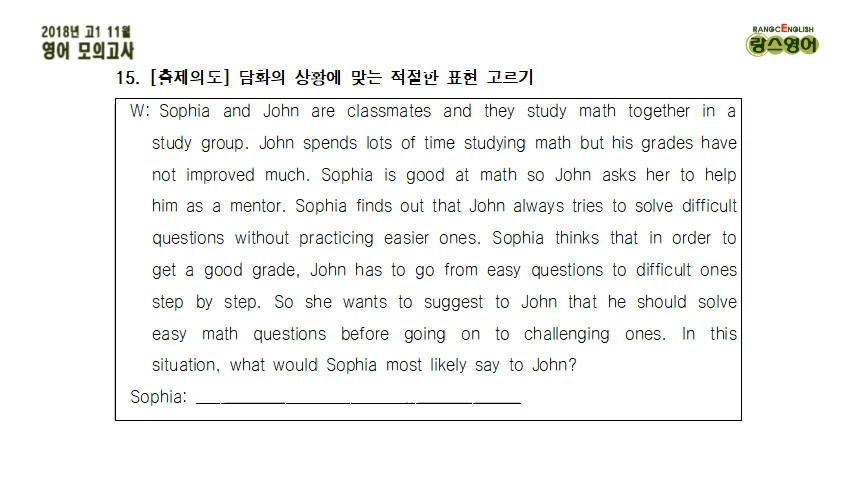 2018년 고1 11월
영어 모의고사
RANGCENGLISH
랑스영어
15. [출제의도] 담화의 상황에 맞는 적절한 표현 고르기
W: Sophia and John are classmates and they study math together in a
study group. John spends lots of time studying math but his grades have
not improved much. Sophia is good at math so John asks her to help
him as a mentor. Sophia finds out that John always tries to solve difficult
questions without practicing easier ones. Sophia thinks that in order to
get a good grade, John has to go from easy questions to difficult ones
step by step. So she wants to suggest to John that he should solve
easy math questions before going on to challenging ones. In this
situation, what would Sophia most likely say to John?
Sophia: ________________________________